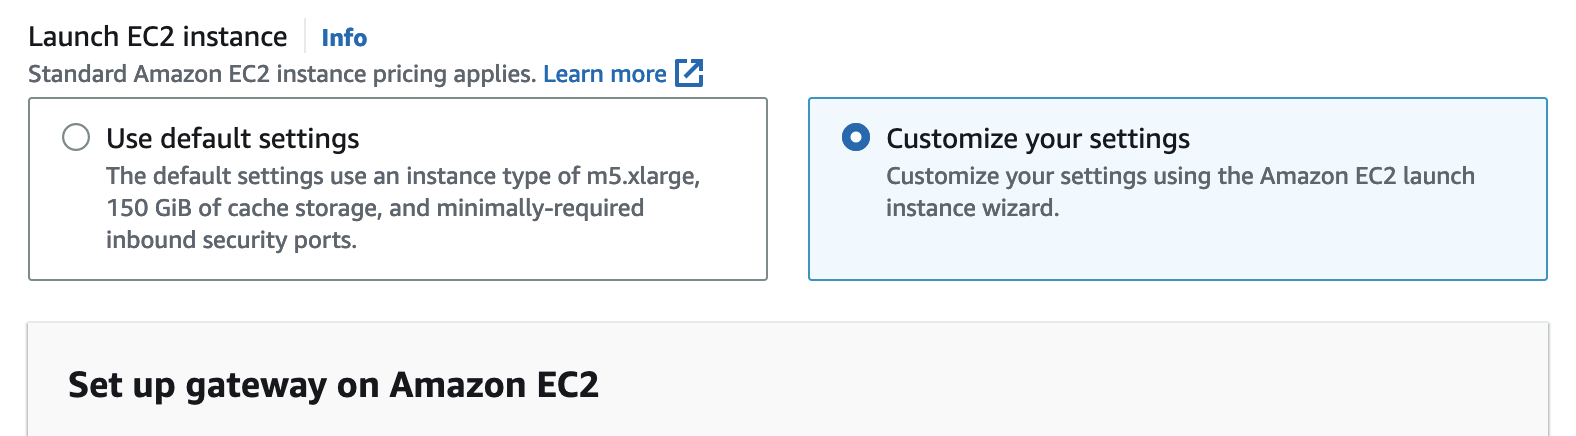 Launch EC2 instance Info
Standard Amazon EC2 instance pricing applies. Learn more
Use default settings
The default settings use an instance type of m5.xlarge,
150 GiB of cache storage, and minimally-required
inbound security ports.
Customize your settings
Customize your settings using the Amazon EC2 launch
instance wizard.
Set up gateway on Amazon EC2